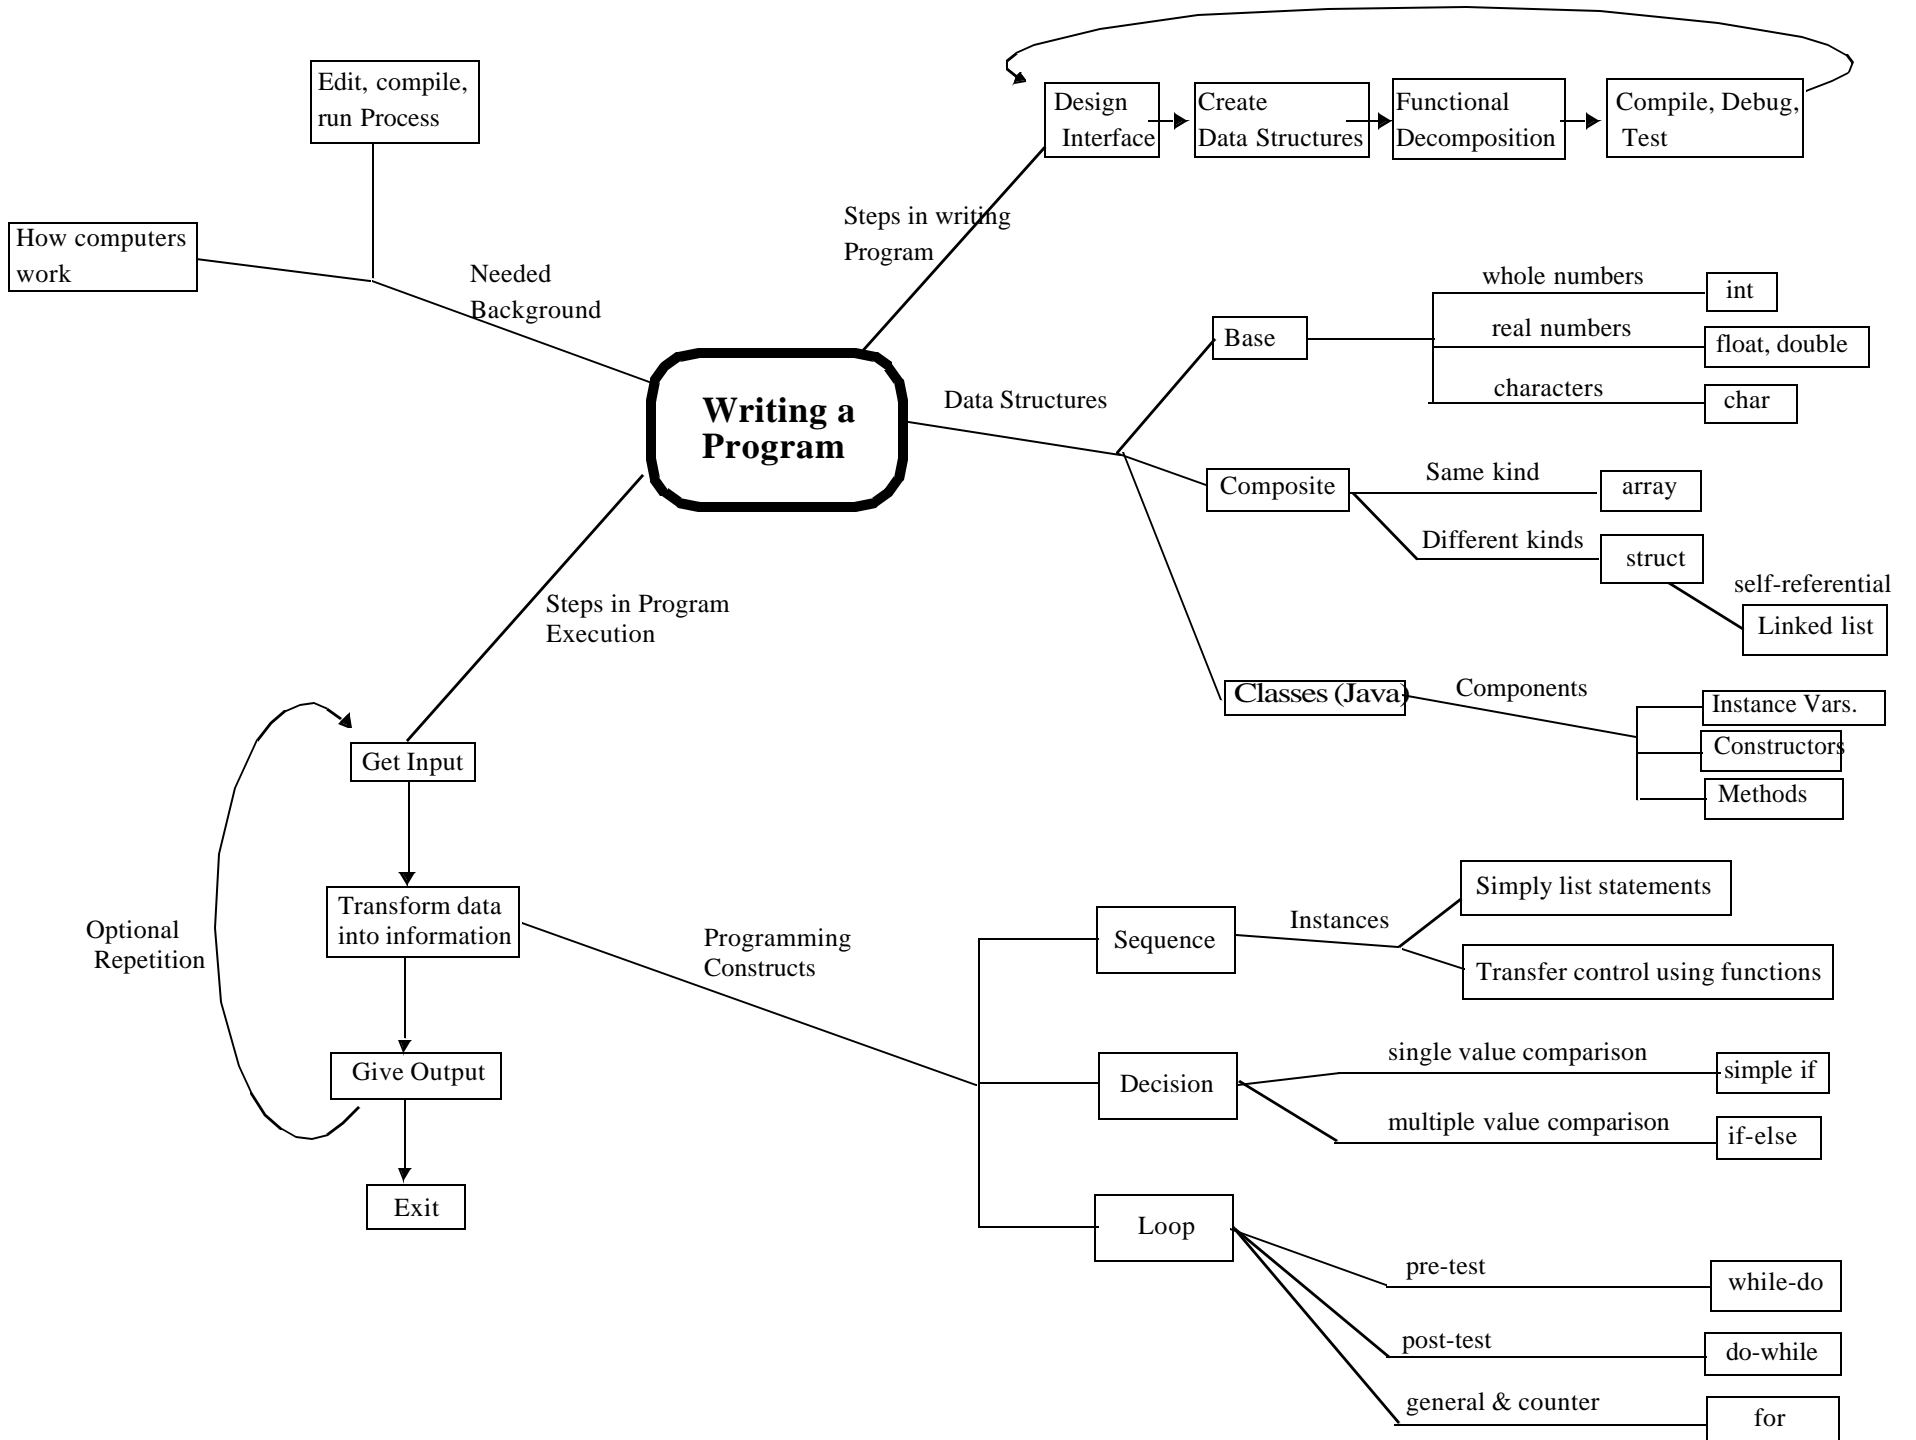 Edit, compile,
run Process
How computers
work
Needed
Background
Steps in writing
Program
Design
Interface
Create
Data Structures
Functional
Decomposition
Compile, Debug,
Test
Writing a
Program
Data Structures
Base
whole numbers
int
real numbers
float, double
characters
char
Composite
Same kind
array
Different kinds
struct
self-referential
Linked list
Classes (Java)
Components
Instance Vars.
Constructors
Methods
Steps in Program
Execution
Get Input
Transform data
into information
Optional
Repetition
Give Output
Exit
Programming
Constructs
Sequence
Instances
Simply list statements
Transfer control using functions
Decision
single value comparison
simple if
multiple value comparison
if-else
Loop
pre-test
while-do
post-test
do-while
general & counter
for